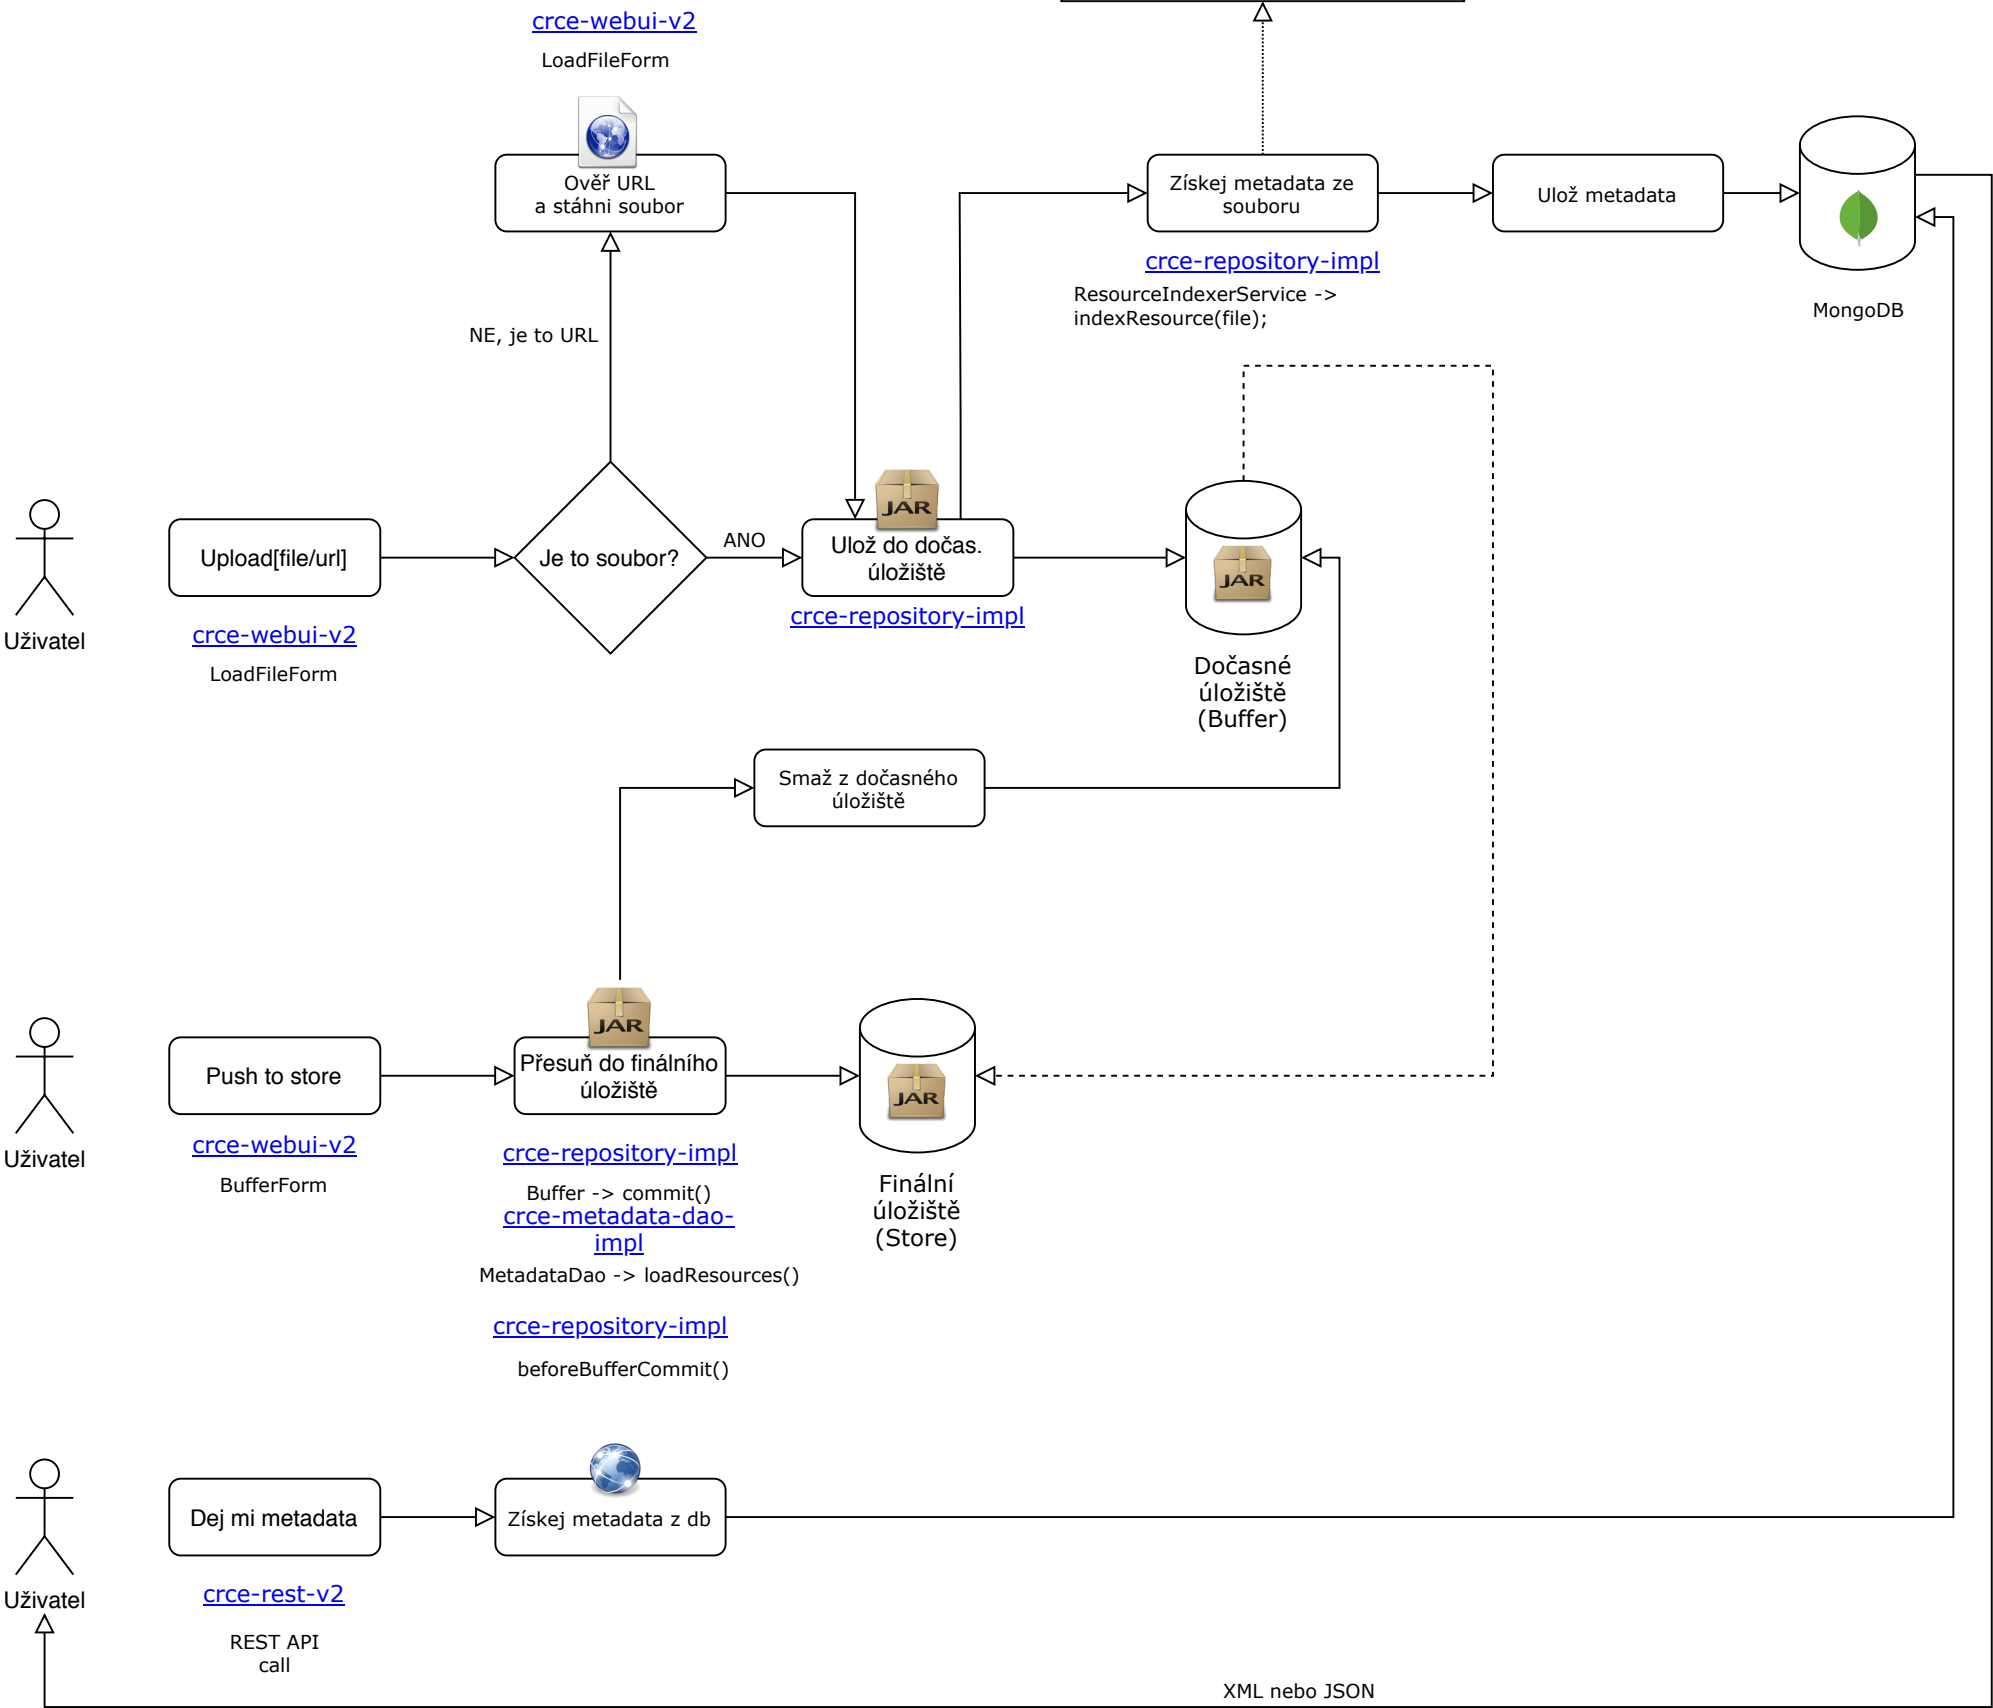 crce-webui-v2
LoadFileForm
Ověř URL
a stáhni soubor
Získej metadata ze
souboru
Ulož metadata
crce-repository-impl
ResourceIndexerService ->
indexResource(file);
MongoDB
NE, je to URL
Upload[file/url]
Je to soubor?
ANO
JAR
Ulož do dočas.
úložiště
JAR
crce-repository-impl
Uživatel
crce-webui-v2
LoadFileForm
Dočasné
úložiště
(Buffer)
Smaž z dočasného
úložiště
JAR
Push to store
Přesuň do finálního
úložiště
JAR
Uživatel
crce-webui-v2
BufferForm
crce-repository-impl
Buffer -> commit()
crce-metadata-dao-
impl
MetadataDao -> loadResources()
Finální
úložiště
(Store)
crce-repository-impl
beforeBufferCommit()
Dej mi metadata
Získej metadata z db
Uživatel
crce-rest-v2
REST API
call
XML nebo JSON